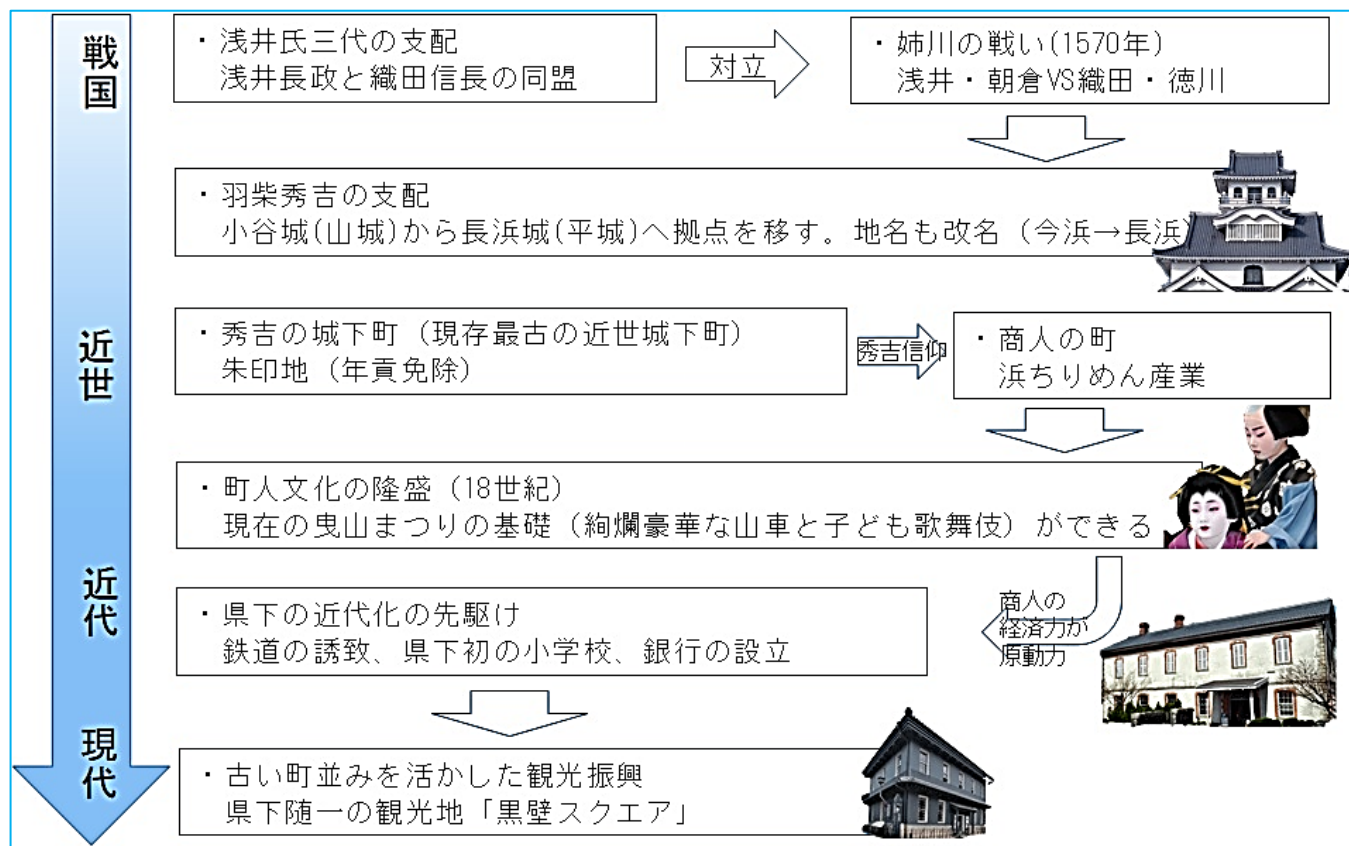 戦国
・浅井氏三代の支配
浅井長政と織田信長の同盟
対立
・姉川の戦い(1570年)
浅井・朝倉VS織田・徳川
・羽柴秀吉の支配
小谷城(山城)から長浜城(平城)へ拠点を移す。地名も改名（今浜→長浜）
近世
・秀吉の城下町（現存最古の近世城下町）
朱印地（年貢免除）
秀吉信仰
・商人の町
浜ちりめん産業
・町人文化の隆盛（18世紀）
現在の曳山まつりの基礎（絢爛豪華な山車と子ども歌舞伎）ができる
近代
・県下の近代化の先駆け
鉄道の誘致、県下初の小学校、銀行の設立
商人の
経済力が
原動力
現代
・古い町並みを活かした観光振興
県下随一の観光地「黒壁スクエア」